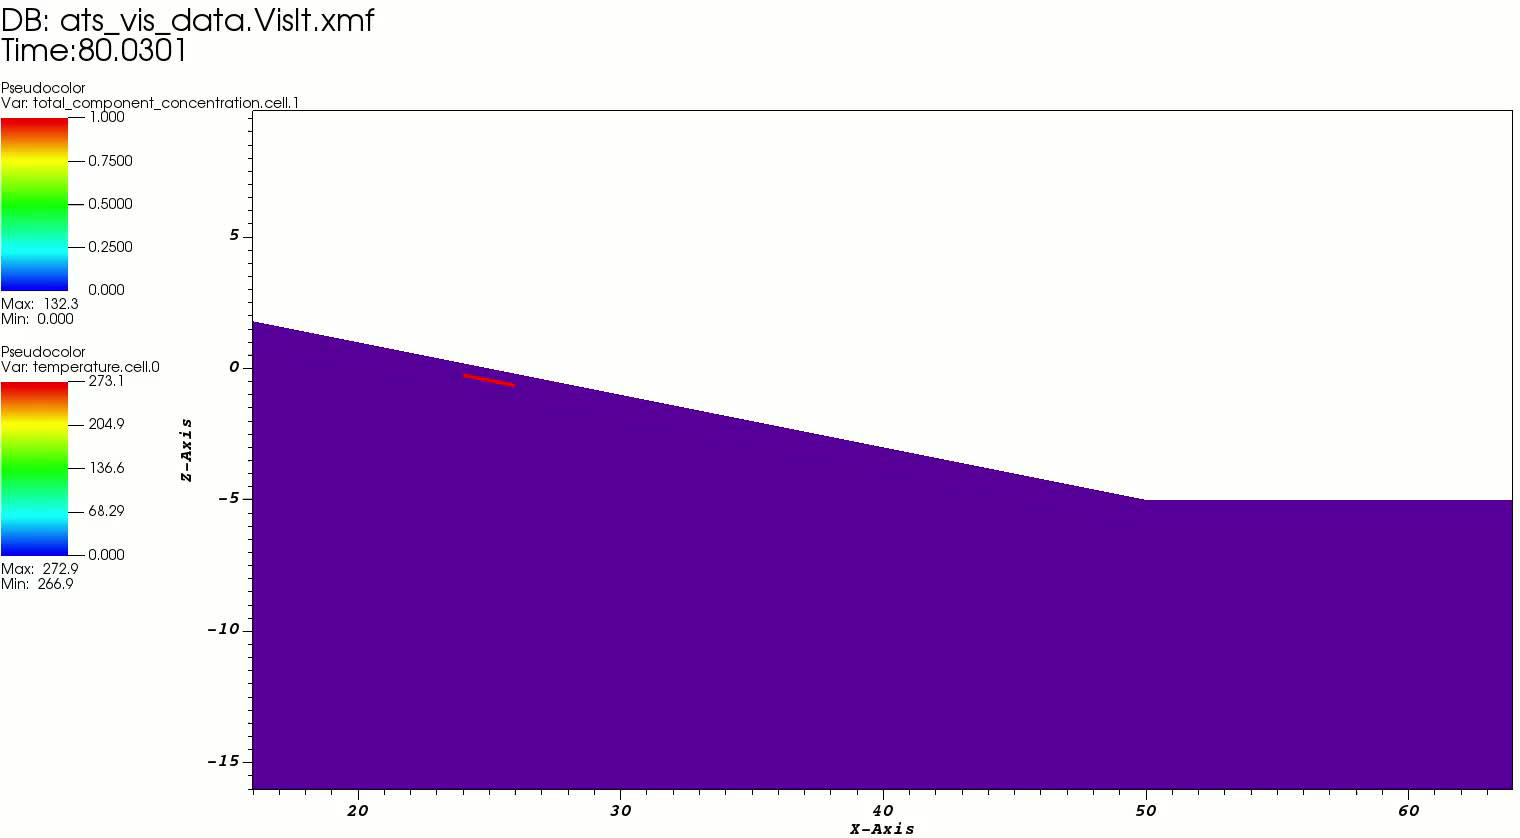 DB: ats_vis_data.VisIt.xmf
Time:80.0301
Pseudocolor
Var: total_component_concentration.cell.1
1.000
0.7500
0.5000
0.2500
0.000
Max: 132.3
Min: 0.000
Pseudocolor
Var: temperature.cell.0
273.1
204.9
136.6
68.29
0.000
Max: 272.9
Min: 266.9
5
0
-5
-10
-15
Z-Axis
20
30
40
50
60
X-Axis